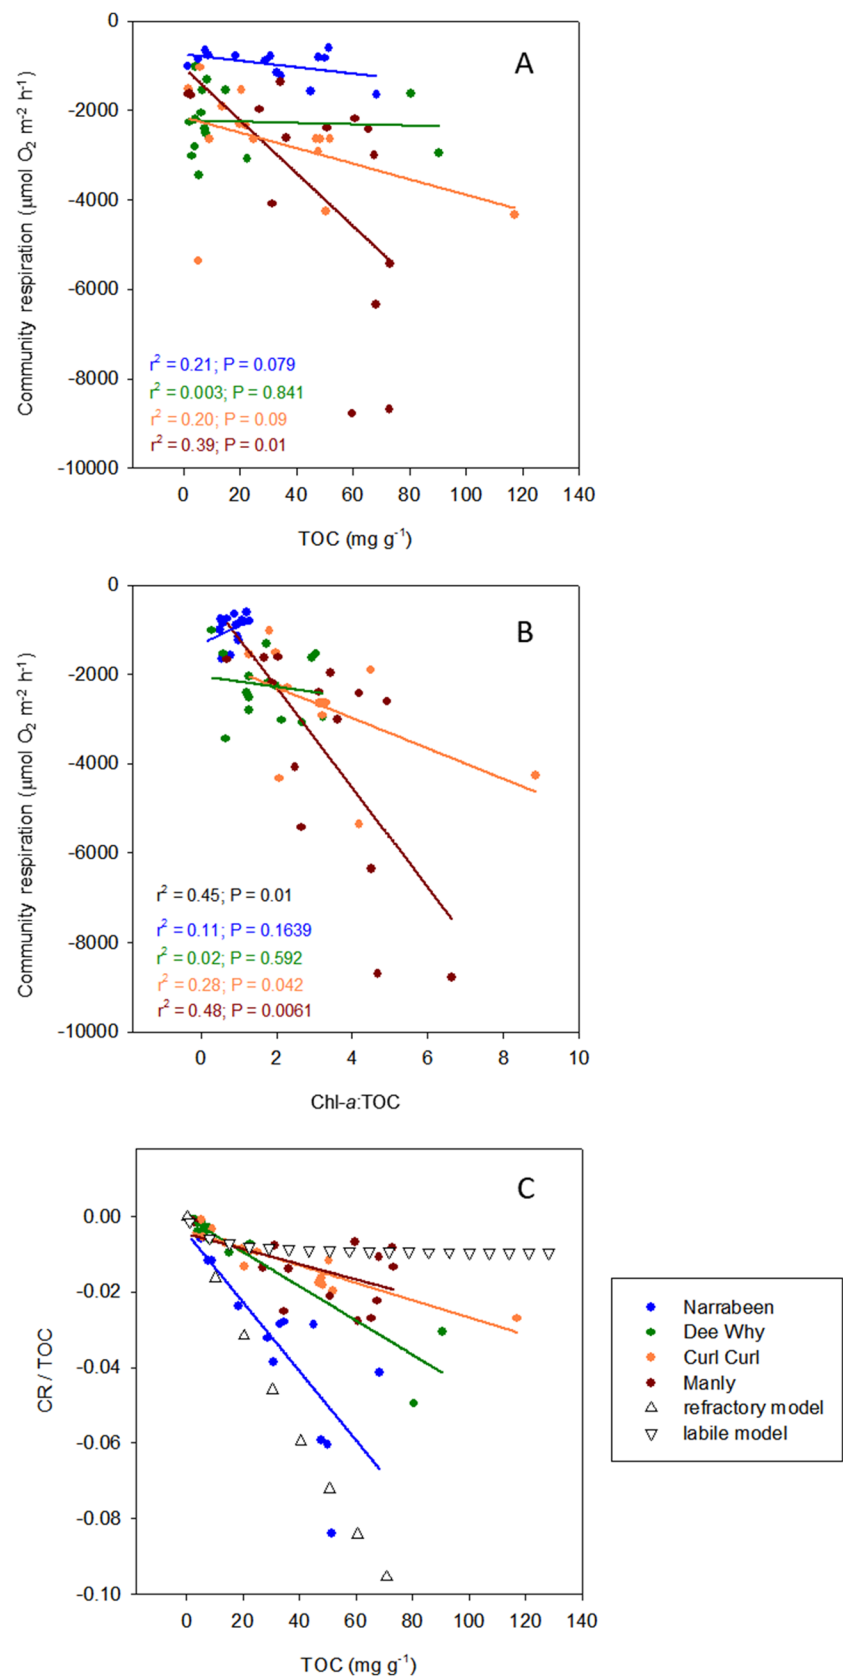 A
0
-2000
-4000
-6000
-8000
-10000
Community respiration (μmol O₂ m⁻² h⁻¹)
r² = 0.21; P = 0.079
r² = 0.003; P = 0.841
r² = 0.20; P = 0.09
r² = 0.39; P = 0.01
0 20 40 60 80 100 120 140
TOC (mg g⁻¹)
B
0
-2000
-4000
-6000
-8000
-10000
Community respiration (μmol O₂ m⁻² h⁻¹)
r² = 0.45; P = 0.01
r² = 0.11; P = 0.1639
r² = 0.02; P = 0.592
r² = 0.28; P = 0.042
r² = 0.48; P = 0.0061
0 2 4 6 8 10
Chl-a:TOC
C
0.00
-0.02
-0.04
-0.06
-0.08
-0.10
CR / TOC
0 20 40 60 80 100 120 140
TOC (mg g⁻¹)
Narrabeen
Dee Why
Curl Curl
Manly
refractory model
labile model